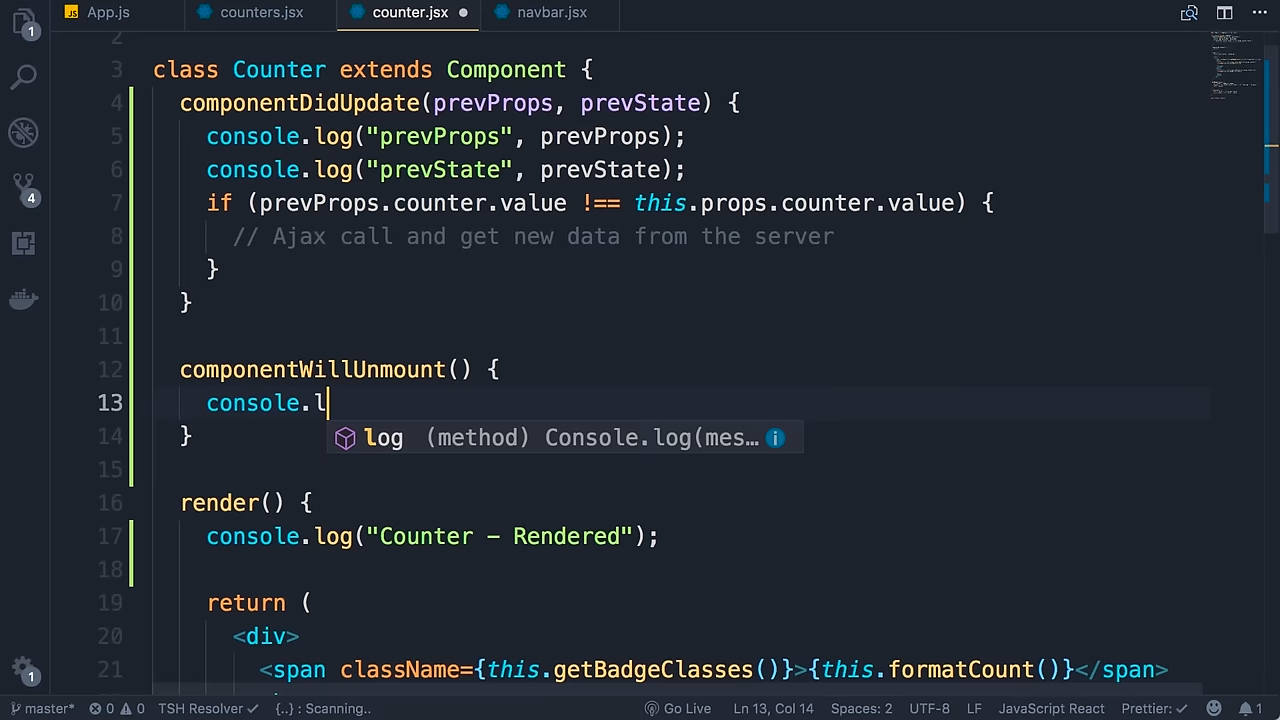 1
JS App.js
counters.jsx
counter.jsx
navbar.jsx
2
3 class Counter extends Component {
4 componentDidUpdate(prevProps, prevState) {
5 console.log("prevProps", prevProps);
6 console.log("prevState", prevState);
7 if (prevProps.counter.value !== this.props.counter.value) {
8 // Ajax call and get new data from the server
9 }
10 }
11
12 componentWillUnmount() {
13 console.l
log (method) Console.log(mes…
14 }
15
16 render() {
17 console.log("Counter - Rendered");
18
19 return (
20 <div>
21 <span className={this.getBadgeClasses()}>{this.formatCount()}</span>
4
1
master* 0 0 TSH Resolver {..} : Scanning.. Go Live Ln 13, Col 14 Spaces: 2 UTF-8 LF JavaScript React Prettier: 1